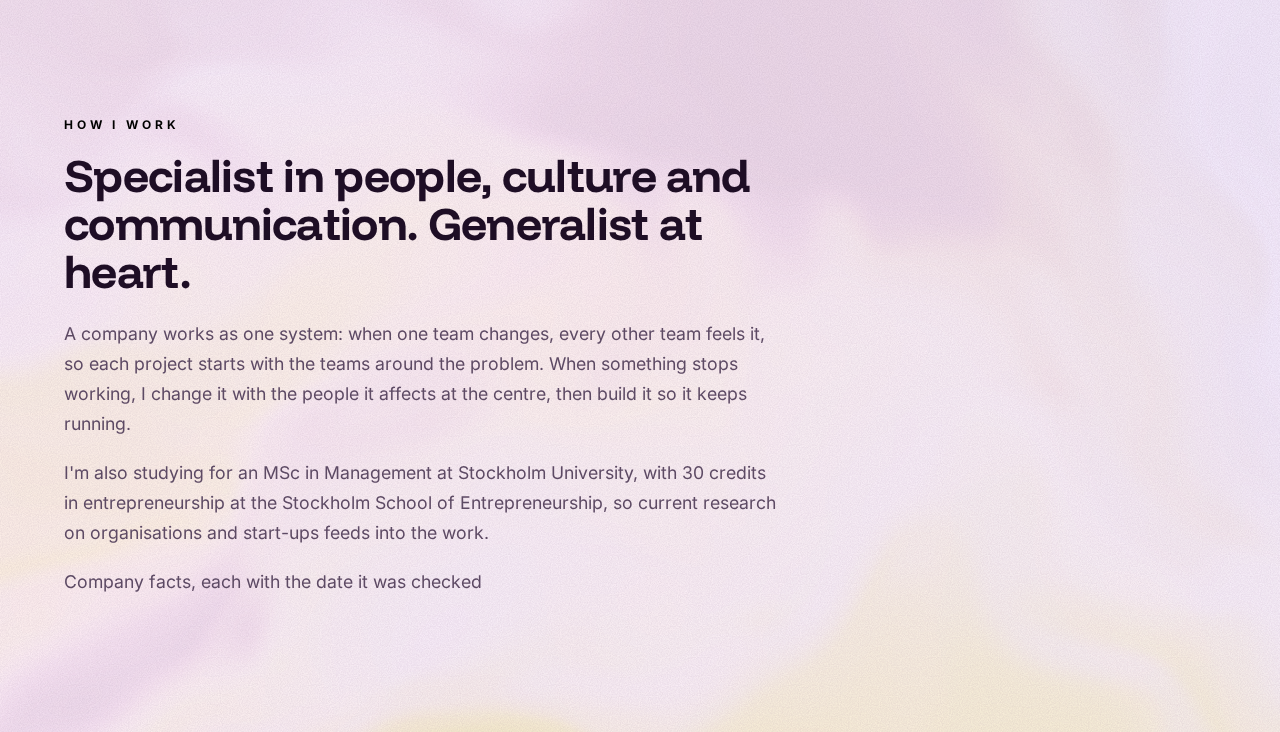 HOW I WORK
Specialist in people, culture and
communication. Generalist at
heart.
A company works as one system: when one team changes, every other team feels it,
so each project starts with the teams around the problem. When something stops
working, I change it with the people it affects at the centre, then build it so it keeps
running.
I'm also studying for an MSc in Management at Stockholm University, with 30 credits
in entrepreneurship at the Stockholm School of Entrepreneurship, so current research
on organisations and start-ups feeds into the work.
Company facts, each with the date it was checked